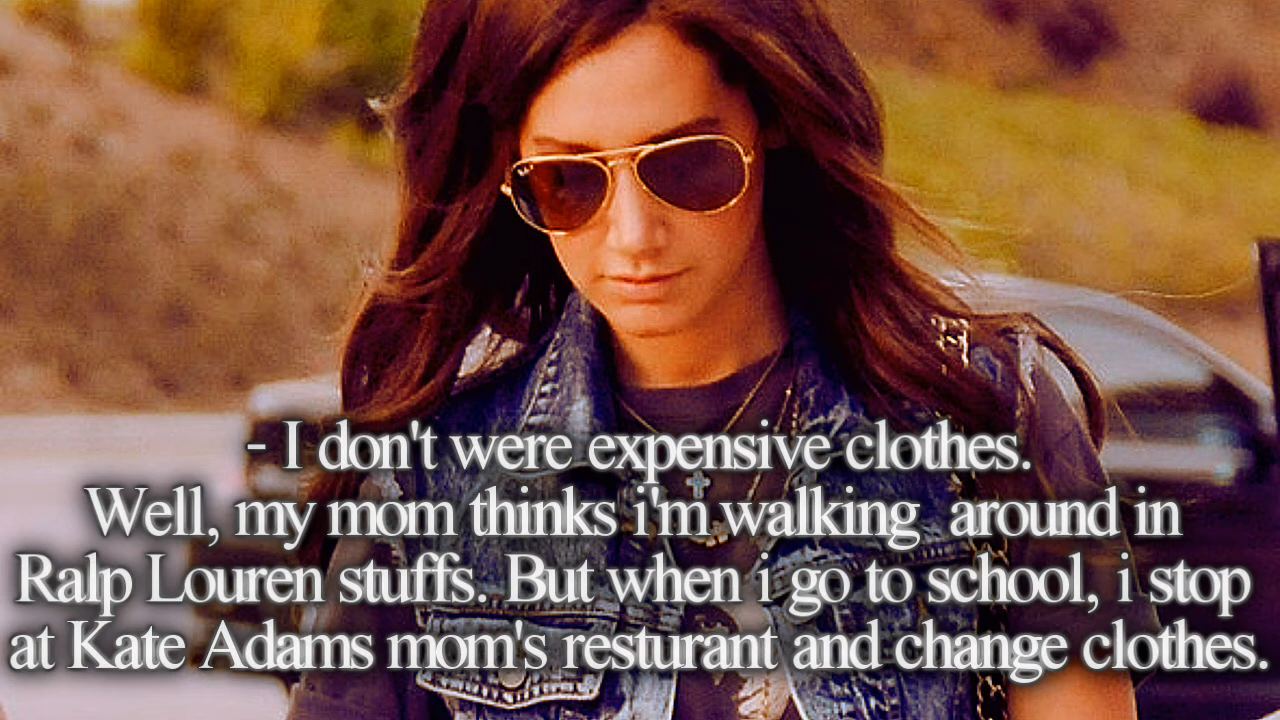 - I don't were expensive clothes.
Well, my mom thinks i'm walking around in
Ralp Louren stuffs. But when i go to school, i stop
at Kate Adams mom's resturant and change clothes.